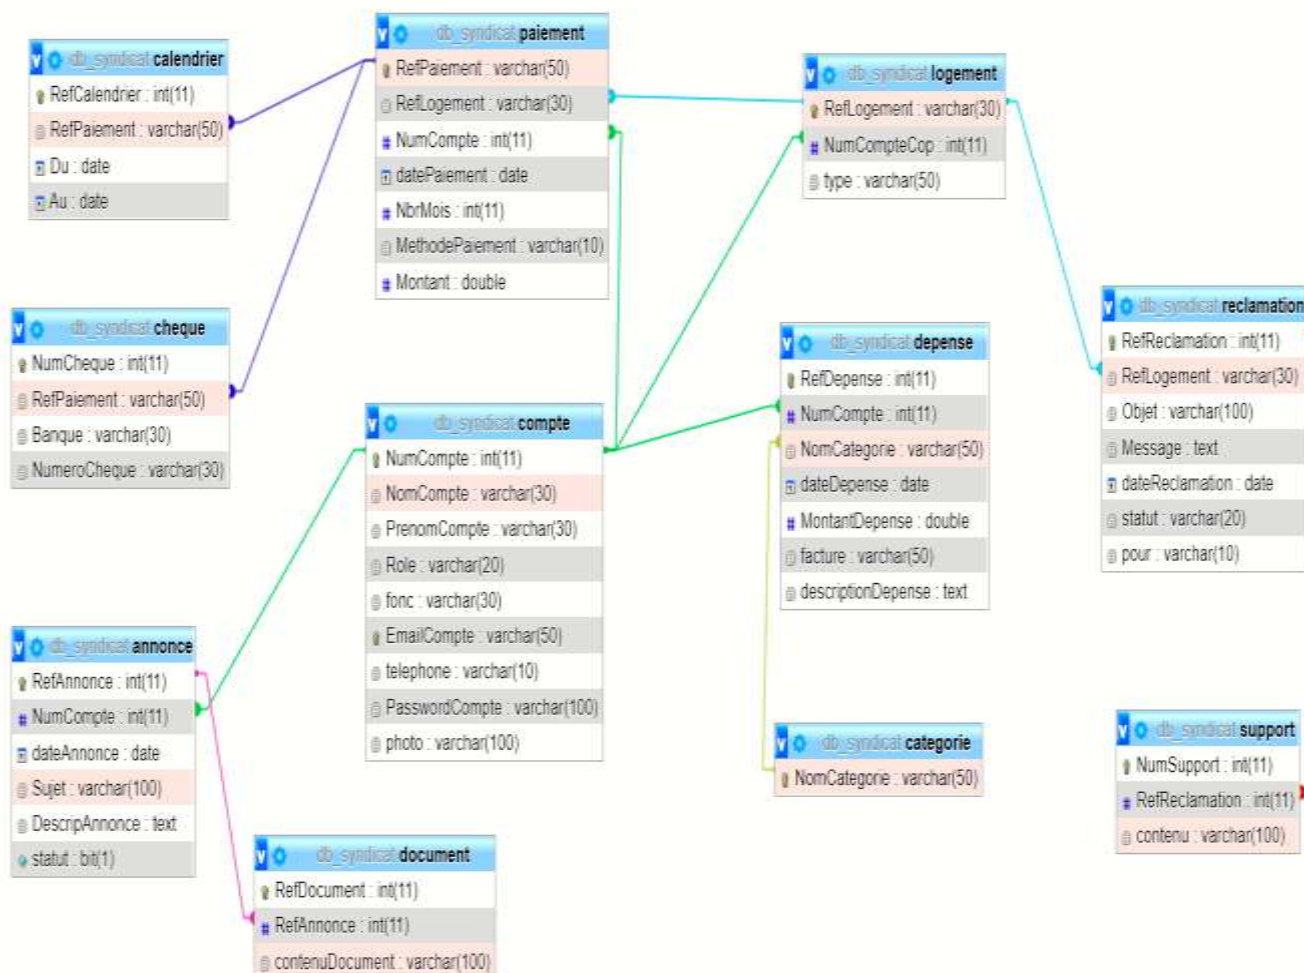 db_syndicat calendrier
RefCalendrier : int(11)
RefPaiement : varchar(50)
Du : date
Au : date
db_syndicat paiement
RefPaiement : varchar(50)
RefLogement : varchar(30)
NumCompte : int(11)
datePaiement : date
NbrMois : int(11)
MethodePaiement : varchar(10)
Montant : double
db_syndicat logement
RefLogement : varchar(30)
NumCompteCop : int(11)
type : varchar(50)
db_syndicat cheque
NumCheque : int(11)
RefPaiement : varchar(50)
Banque : varchar(30)
NumeroCheque : varchar(30)
db_syndicat compte
NumCompte : int(11)
NomCompte : varchar(30)
PrenomCompte : varchar(30)
Role : varchar(20)
fonc : varchar(30)
EmailCompte : varchar(50)
telephone : varchar(10)
PasswordCompte : varchar(100)
photo : varchar(100)
db_syndicat depense
RefDepense : int(11)
NumCompte : int(11)
NomCategorie : varchar(50)
dateDepense : date
MontantDepense : double
facture : varchar(50)
descriptionDepense : text
db_syndicat reclamation
RefReclamation : int(11)
RefLogement : varchar(30)
Objet : varchar(100)
Message : text
dateReclamation : date
statut : varchar(20)
pour : varchar(10)
db_syndicat annonce
RefAnnonce : int(11)
NumCompte : int(11)
dateAnnonce : date
Sujet : varchar(100)
DescripAnnonce : text
statut : bit(1)
db_syndicat categorie
NomCategorie : varchar(50)
db_syndicat support
NumSupport : int(11)
RefReclamation : int(11)
contenu : varchar(100)
db_syndicat document
RefDocument : int(11)
RefAnnonce : int(11)
contenuDocument : varchar(100)